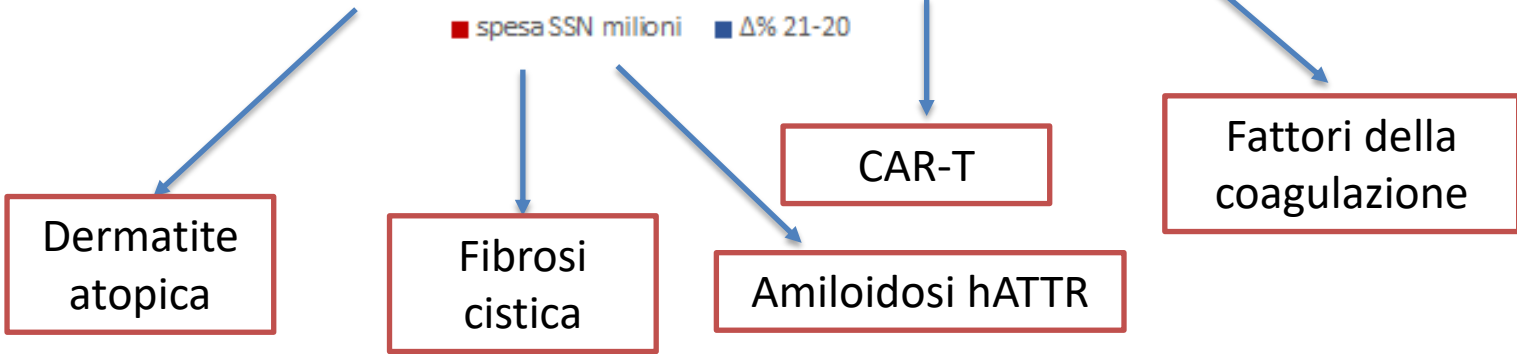 spesa SSN milioni
Δ% 21-20
CAR-T
Fattori della
coagulazione
Dermatite
atopica
Fibrosi
cistica
Amiloidosi hATTR